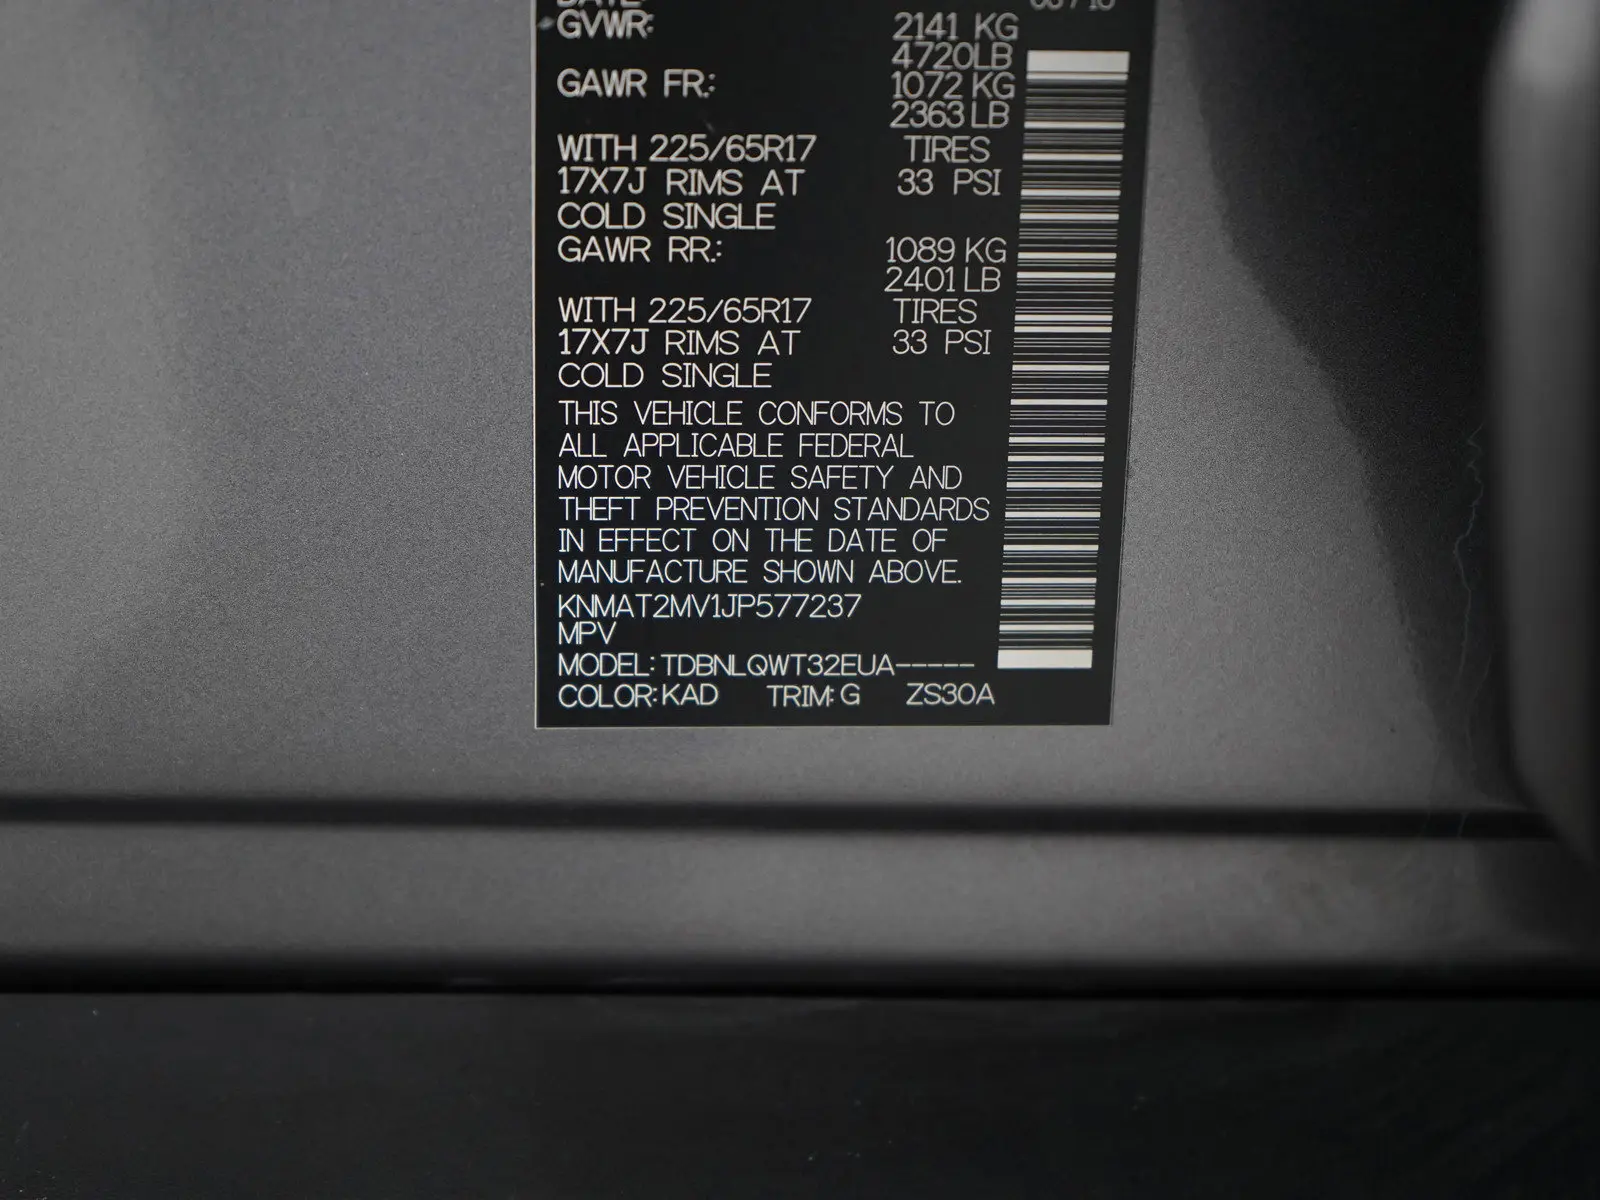 GVWR: 2141 KG
4720LB
GAWR FR.: 1072 KG
2363 LB
WITH 225/65R17 TIRES
17X7J RIMS AT 33 PSI
COLD SINGLE
GAWR RR.: 1089 KG
2401 LB
WITH 225/65R17 TIRES
17X7J RIMS AT 33 PSI
COLD SINGLE
THIS VEHICLE CONFORMS TO
ALL APPLICABLE FEDERAL
MOTOR VEHICLE SAFETY AND
THEFT PREVENTION STANDARDS
IN EFFECT ON THE DATE OF
MANUFACTURE SHOWN ABOVE.
KNMAT2MV1JP577237
MPV
MODEL: TDBNLQWT32EUA-----
COLOR: KAD TRIM: G ZS30A